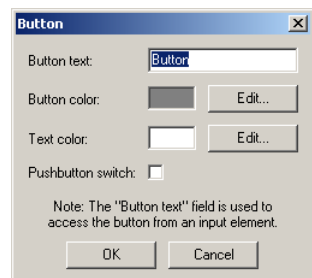 Button
Button text: Button
Button color: Edit...
Text color: Edit...
Pushbutton switch:
Note: The "Button text" field is used to
access the button from an input element.
OK Cancel